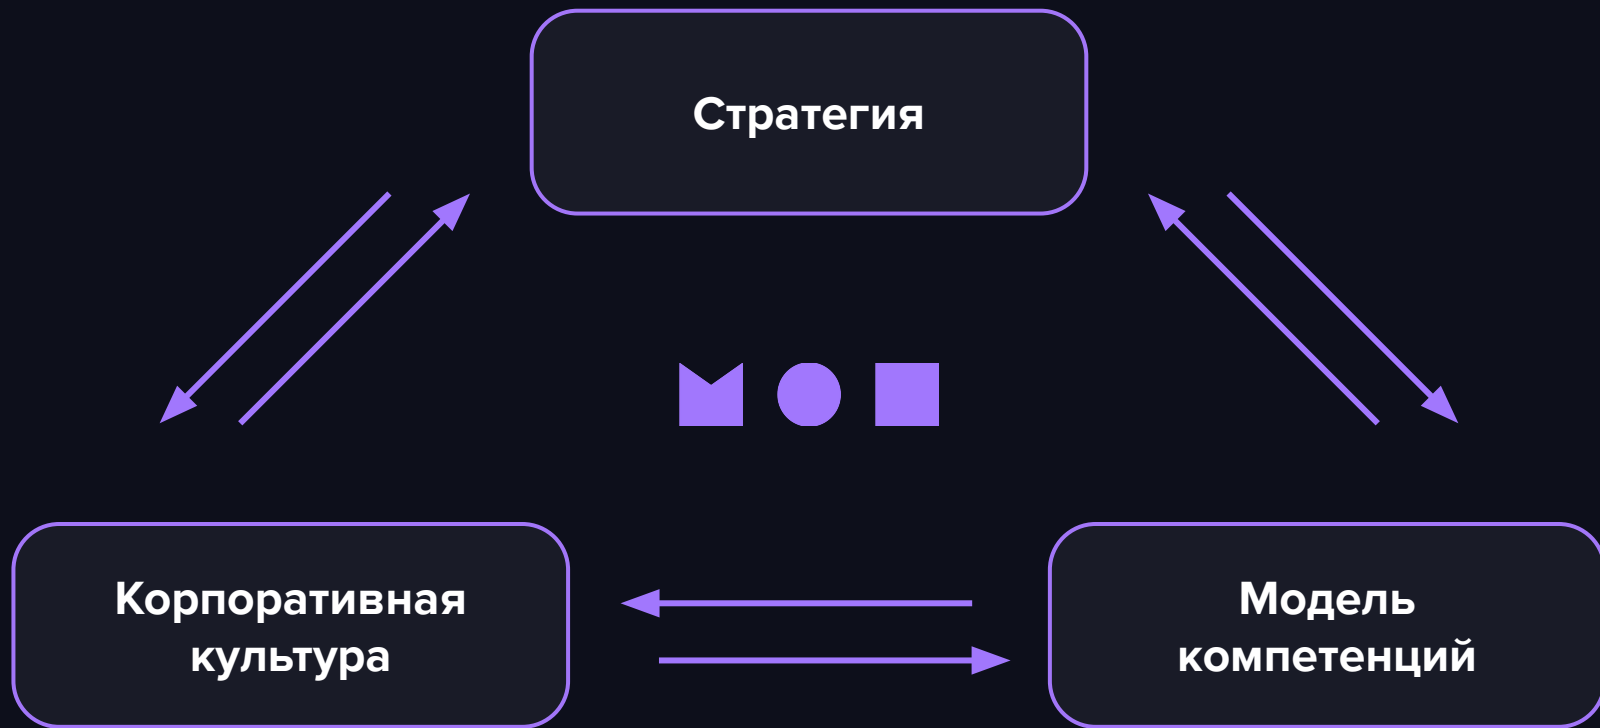 Стратегия
Корпоративная
культура
Модель
компетенций